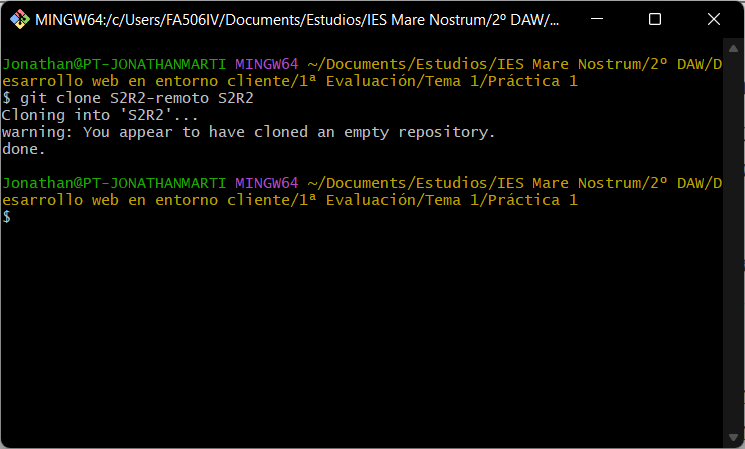 MINGW64:/c/Users/FA506IV/Documents/Estudios/IES Mare Nostrum/2º DAW/...
Jonathan@PT-JONATHANMARTI MINGW64 ~/Documents/Estudios/IES Mare Nostrum/2º DAW/D
esarrollo web en entorno cliente/1ª Evaluación/Tema 1/Práctica 1
$ git clone S2R2-remoto S2R2
Cloning into 'S2R2'...
warning: You appear to have cloned an empty repository.
done.
Jonathan@PT-JONATHANMARTI MINGW64 ~/Documents/Estudios/IES Mare Nostrum/2º DAW/D
esarrollo web en entorno cliente/1ª Evaluación/Tema 1/Práctica 1
$